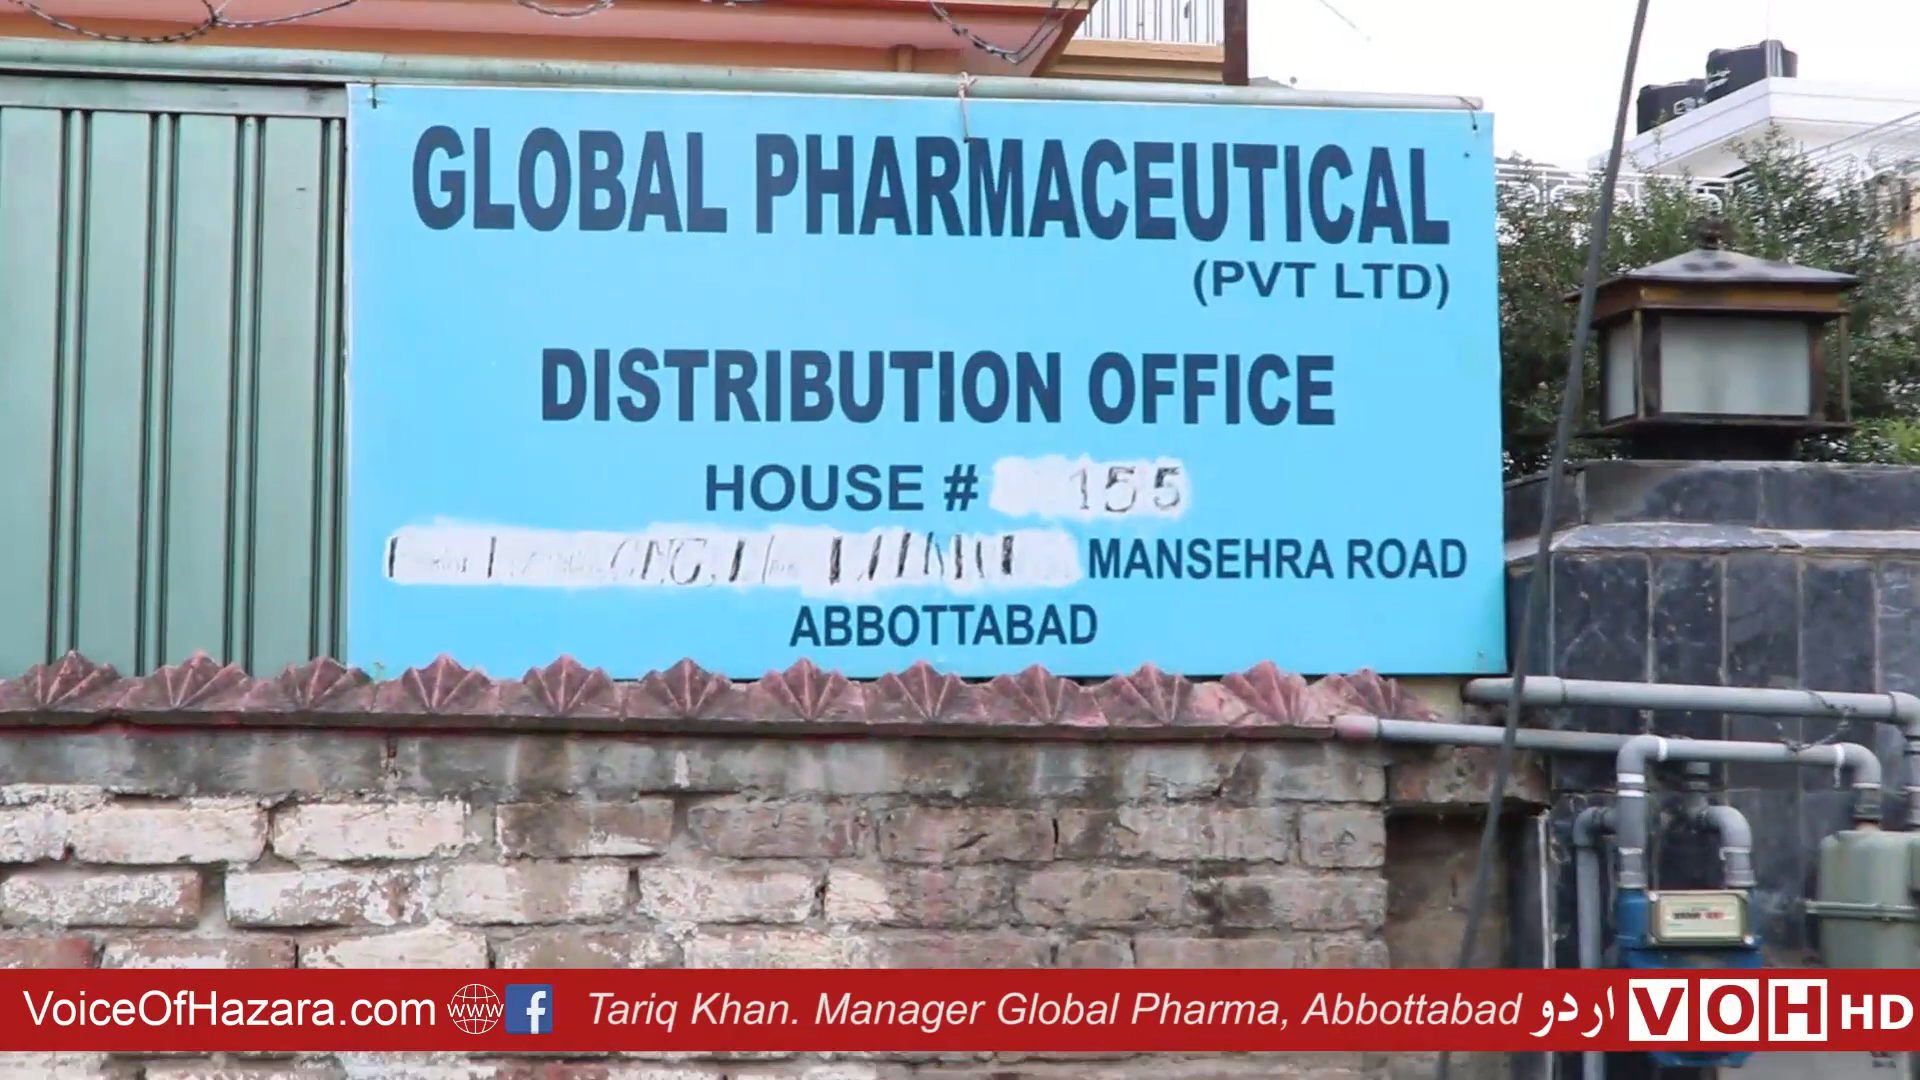 GLOBAL PHARMACEUTICAL
(PVT LTD)
DISTRIBUTION OFFICE
HOUSE # 155
MANSEHRA ROAD
ABBOTTABAD
VoiceOfHazara.com www f Tariq Khan. Manager Global Pharma, Abbottabad اردو VOH HD